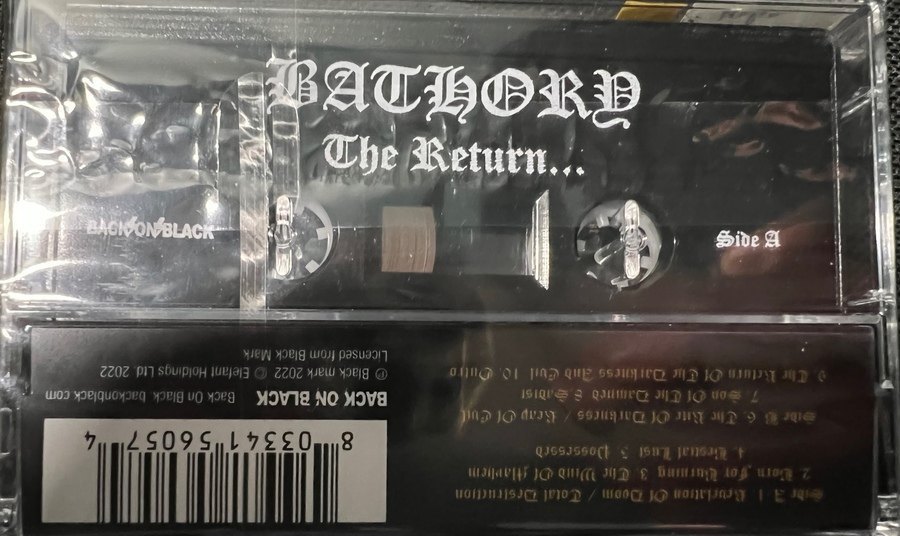 BATHORY
The Return...
BACK ON BLACK
Side A
Side A 1 Revelation Of Doom / Total Destruction
2. Born For Burning 3 The Wind Of Mayhem
4. Bestial Lust 5 Possessed
Side B 6 The Rite Of Darkness / Reap Of Evil
7. Son Of The Damned 8 Sadist
9 The Return Of The Darkness And Evil 10 Outro
8 03341 56057 4
BACK ON BLACK Back On Black. backonblack.com
℗ Black mark 2022 © Elefant Holdings Ltd 2022
Licensed from Black Mark